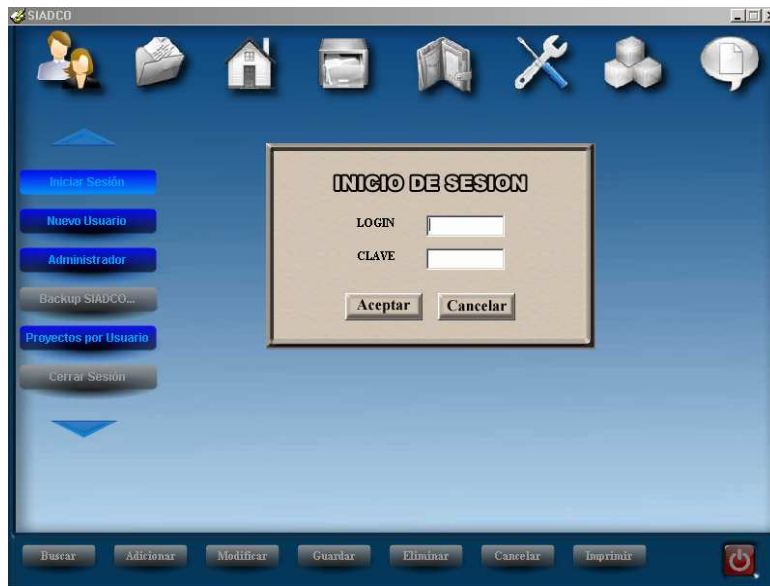 SIADCO
INICIO DE SESION
LOGIN
CLAVE
Aceptar Cancelar
Iniciar Sesión
Nuevo Usuario
Administrador
Backup SIADCO...
Proyectos por Usuario
Cerrar Sesión
Buscar Adicionar Modificar Guardar Eliminar Cancelar Imprimir